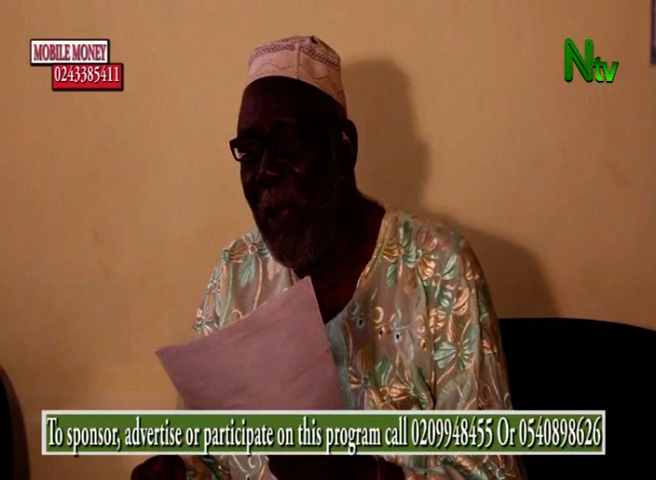 MOBILE MONEY
0243385411
Ntv
To sponsor, advertise or participate on this program call 0209948455 Or 0540898626